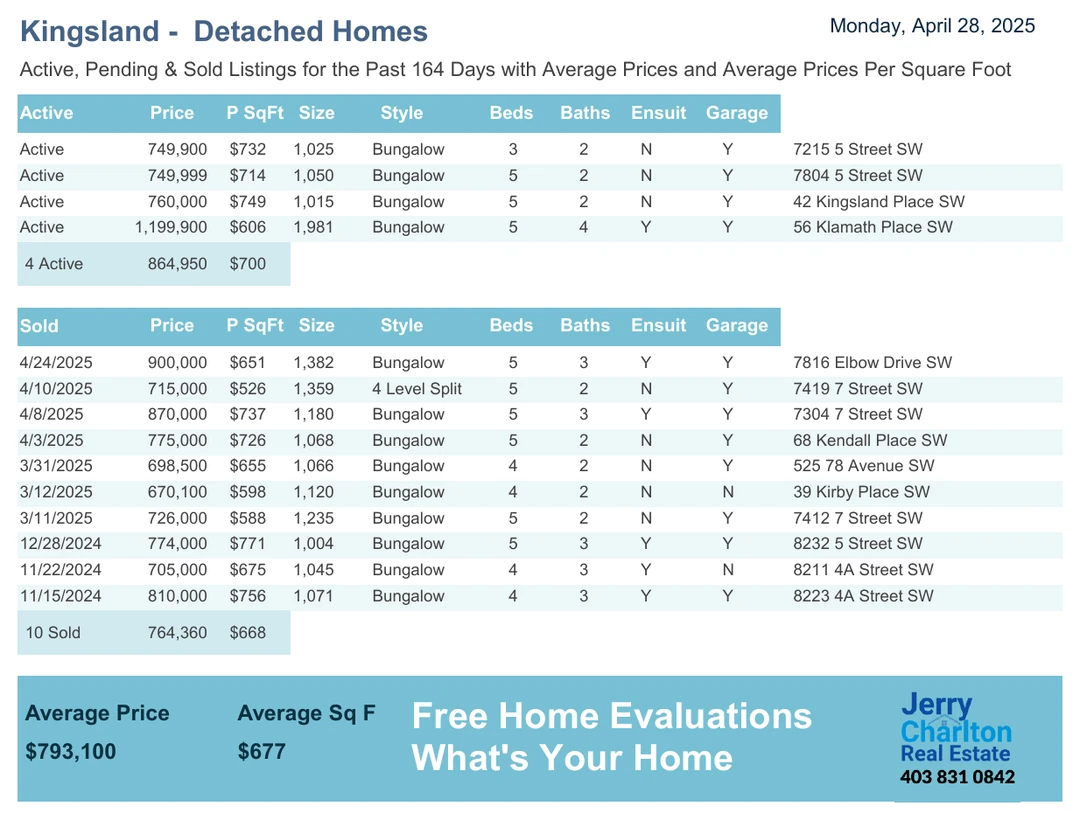 Kingsland -  Detached Homes
Monday, April 28, 2025
Active, Pending & Sold Listings for the Past 164 Days with Average Prices and Average Prices Per Square Foot
Active Price P SqFt Size Style Beds Baths Ensuit Garage
Active 749,900 $732 1,025 Bungalow 3 2 N Y 7215 5 Street SW
Active 749,999 $714 1,050 Bungalow 5 2 N Y 7804 5 Street SW
Active 760,000 $749 1,015 Bungalow 5 2 N Y 42 Kingsland Place SW
Active 1,199,900 $606 1,981 Bungalow 5 4 Y Y 56 Klamath Place SW
4 Active 864,950 $700
Sold Price P SqFt Size Style Beds Baths Ensuit Garage
4/24/2025 900,000 $651 1,382 Bungalow 5 3 Y Y 7816 Elbow Drive SW
4/10/2025 715,000 $526 1,359 4 Level Split 5 2 N Y 7419 7 Street SW
4/8/2025 870,000 $737 1,180 Bungalow 5 3 Y Y 7304 7 Street SW
4/3/2025 775,000 $726 1,068 Bungalow 5 2 N Y 68 Kendall Place SW
3/31/2025 698,500 $655 1,066 Bungalow 4 2 N Y 525 78 Avenue SW
3/12/2025 670,100 $598 1,120 Bungalow 4 2 N N 39 Kirby Place SW
3/11/2025 726,000 $588 1,235 Bungalow 5 2 N Y 7412 7 Street SW
12/28/2024 774,000 $771 1,004 Bungalow 5 3 Y Y 8232 5 Street SW
11/22/2024 705,000 $675 1,045 Bungalow 4 3 Y N 8211 4A Street SW
11/15/2024 810,000 $756 1,071 Bungalow 4 3 Y Y 8223 4A Street SW
10 Sold 764,360 $668
Average Price Average Sq F
$793,100 $677
Free Home Evaluations
What's Your Home
Jerry
Charlton
Real Estate
403 831 0842